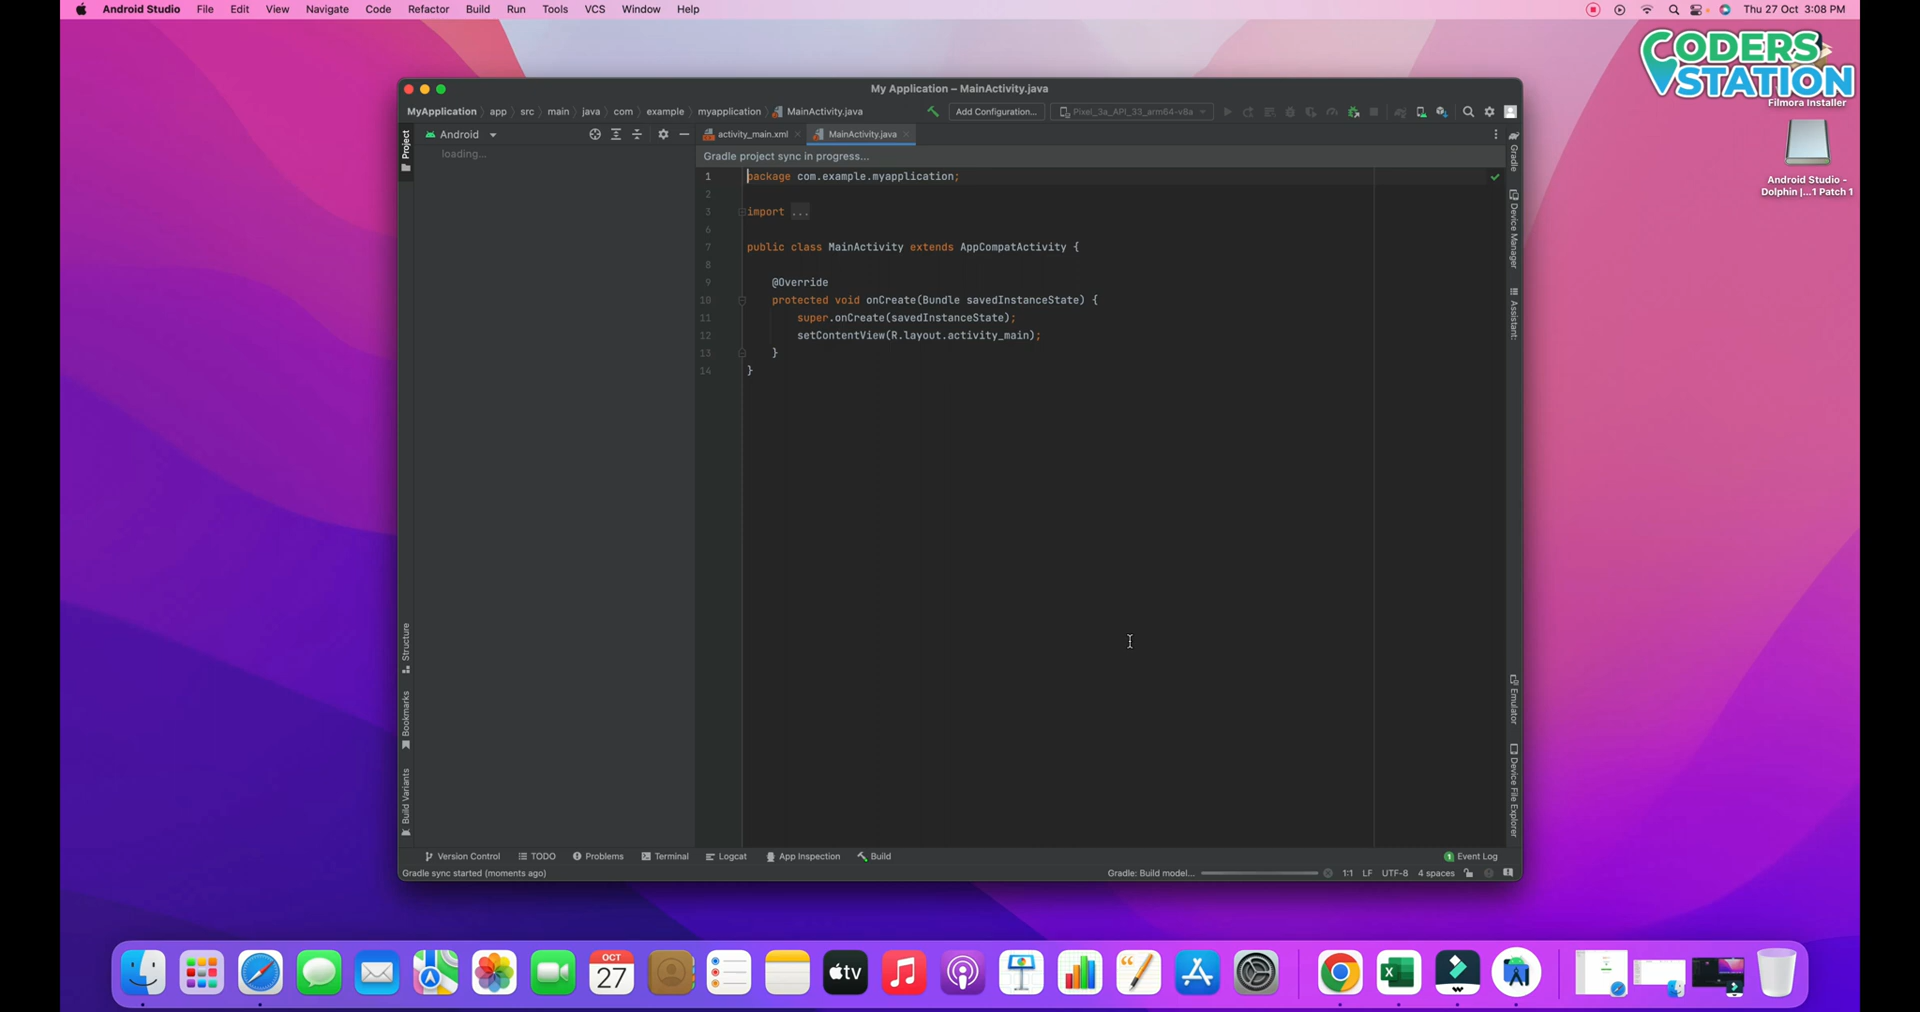 Android Studio File Edit View Navigate Code Refactor Build Run Tools VCS Window Help
Thu 27 Oct 3:08 PM
CODERS
STATION
Filmora Installer
Android Studio -
Dolphin |...1 Patch 1
My Application – MainActivity.java
MyApplication app src main java com example myapplication MainActivity.java
Add Configuration...
Pixel_3a_API_33_arm64-v8a
Project
Android
activity_main.xml
MainActivity.java
loading...
Gradle project sync in progress...
1 package com.example.myapplication;
2
3 import ...
6
7 public class MainActivity extends AppCompatActivity {
8
9 @Override
10 protected void onCreate(Bundle savedInstanceState) {
11 super.onCreate(savedInstanceState);
12 setContentView(R.layout.activity_main);
13 }
14 }
Gradle
Device Manager
Assistant:
Emulator
Device File Explorer
Structure
Bookmarks
Build Variants
Version Control TODO Problems Terminal Logcat App Inspection Build
1 Event Log
Gradle sync started (moments ago)
Gradle: Build model...
1:1 LF UTF-8 4 spaces
OCT
27
tv